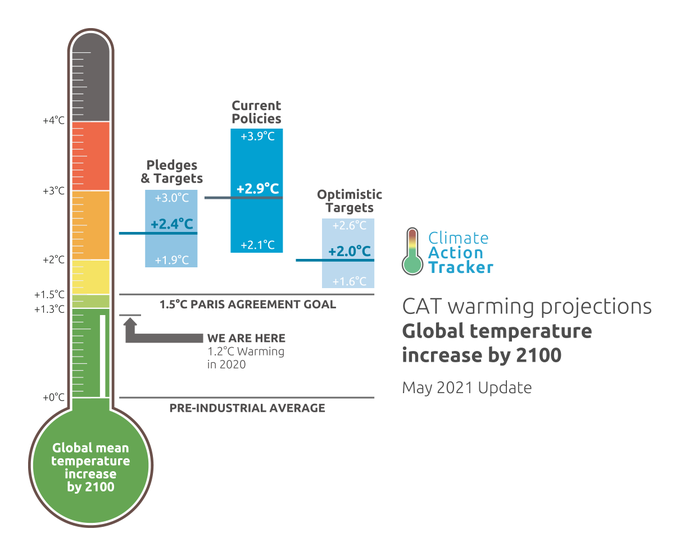 +4°C
+3°C
+2°C
+1.5°C
+1.3°C
+0°C
Global mean
temperature
increase
by 2100
Pledges
& Targets
+3.0°C
+2.4°C
+1.9°C
Current
Policies
+3.9°C
+2.9°C
+2.1°C
Optimistic
Targets
+2.6°C
+2.0°C
+1.6°C
1.5°C PARIS AGREEMENT GOAL
WE ARE HERE
1.2°C Warming
in 2020
PRE-INDUSTRIAL AVERAGE
Climate
Action
Tracker
CAT warming projections
Global temperature
increase by 2100
May 2021 Update